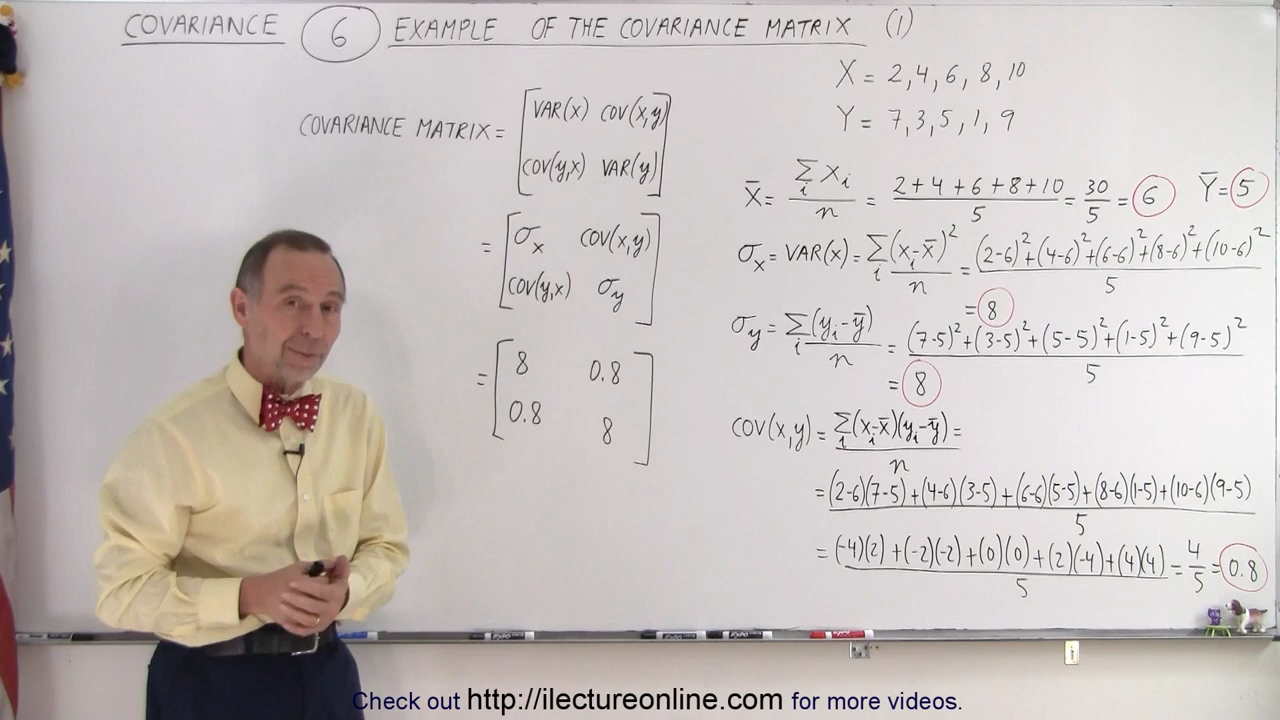 COVARIANCE 6 EXAMPLE OF THE COVARIANCE MATRIX (1)
X = 2, 4, 6, 8, 10
Y = 7, 3, 5, 1, 9
COVARIANCE MATRIX = [VAR(x) COV(x,y)
COV(y,x) VAR(y)]
= [σx COV(x,y)
COV(y,x) σy]
= [8 0.8
0.8 8]
X̄ = Σi Xi / n = 2 + 4 + 6 + 8 + 10 / 5 = 30 / 5 = 6 Ȳ = 5
σx = VAR(x) = Σi (xi - x̄)² / n = (2-6)² + (4-6)² + (6-6)² + (8-6)² + (10-6)² / 5
= 8
σy = Σi (yi - ȳ) / n = (7-5)² + (3-5)² + (5-5)² + (1-5)² + (9-5)² / 5
= 8
COV(x,y) = Σi (xi - x̄)(yi - ȳ) / n =
= (2-6)(7-5) + (4-6)(3-5) + (6-6)(5-5) + (8-6)(1-5) + (10-6)(9-5) / 5
= (-4)(2) + (-2)(-2) + (0)(0) + (2)(-4) + (4)(4) / 5 = 4 / 5 = 0.8
Check out http://ilectureonline.com for more videos.